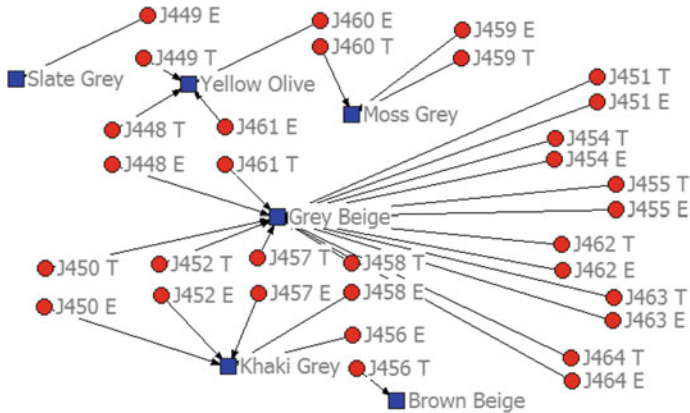 J449 E
J460 E
J460 T
J459 E
J449 T
J459 T
Slate Grey
Yellow Olive
J451 T
J451 E
Moss Grey
J448 T
J461 E
J454 T
J454 E
J448 E
J461 T
J455 T
J455 E
Grey Beige
J462 T
J462 E
J450 T
J452 T
J457 T
J458 T
J463 T
J463 E
J450 E
J452 E
J457 E
J458 E
J456 E
J464 T
J464 E
Khaki Grey
J456 T
Brown Beige